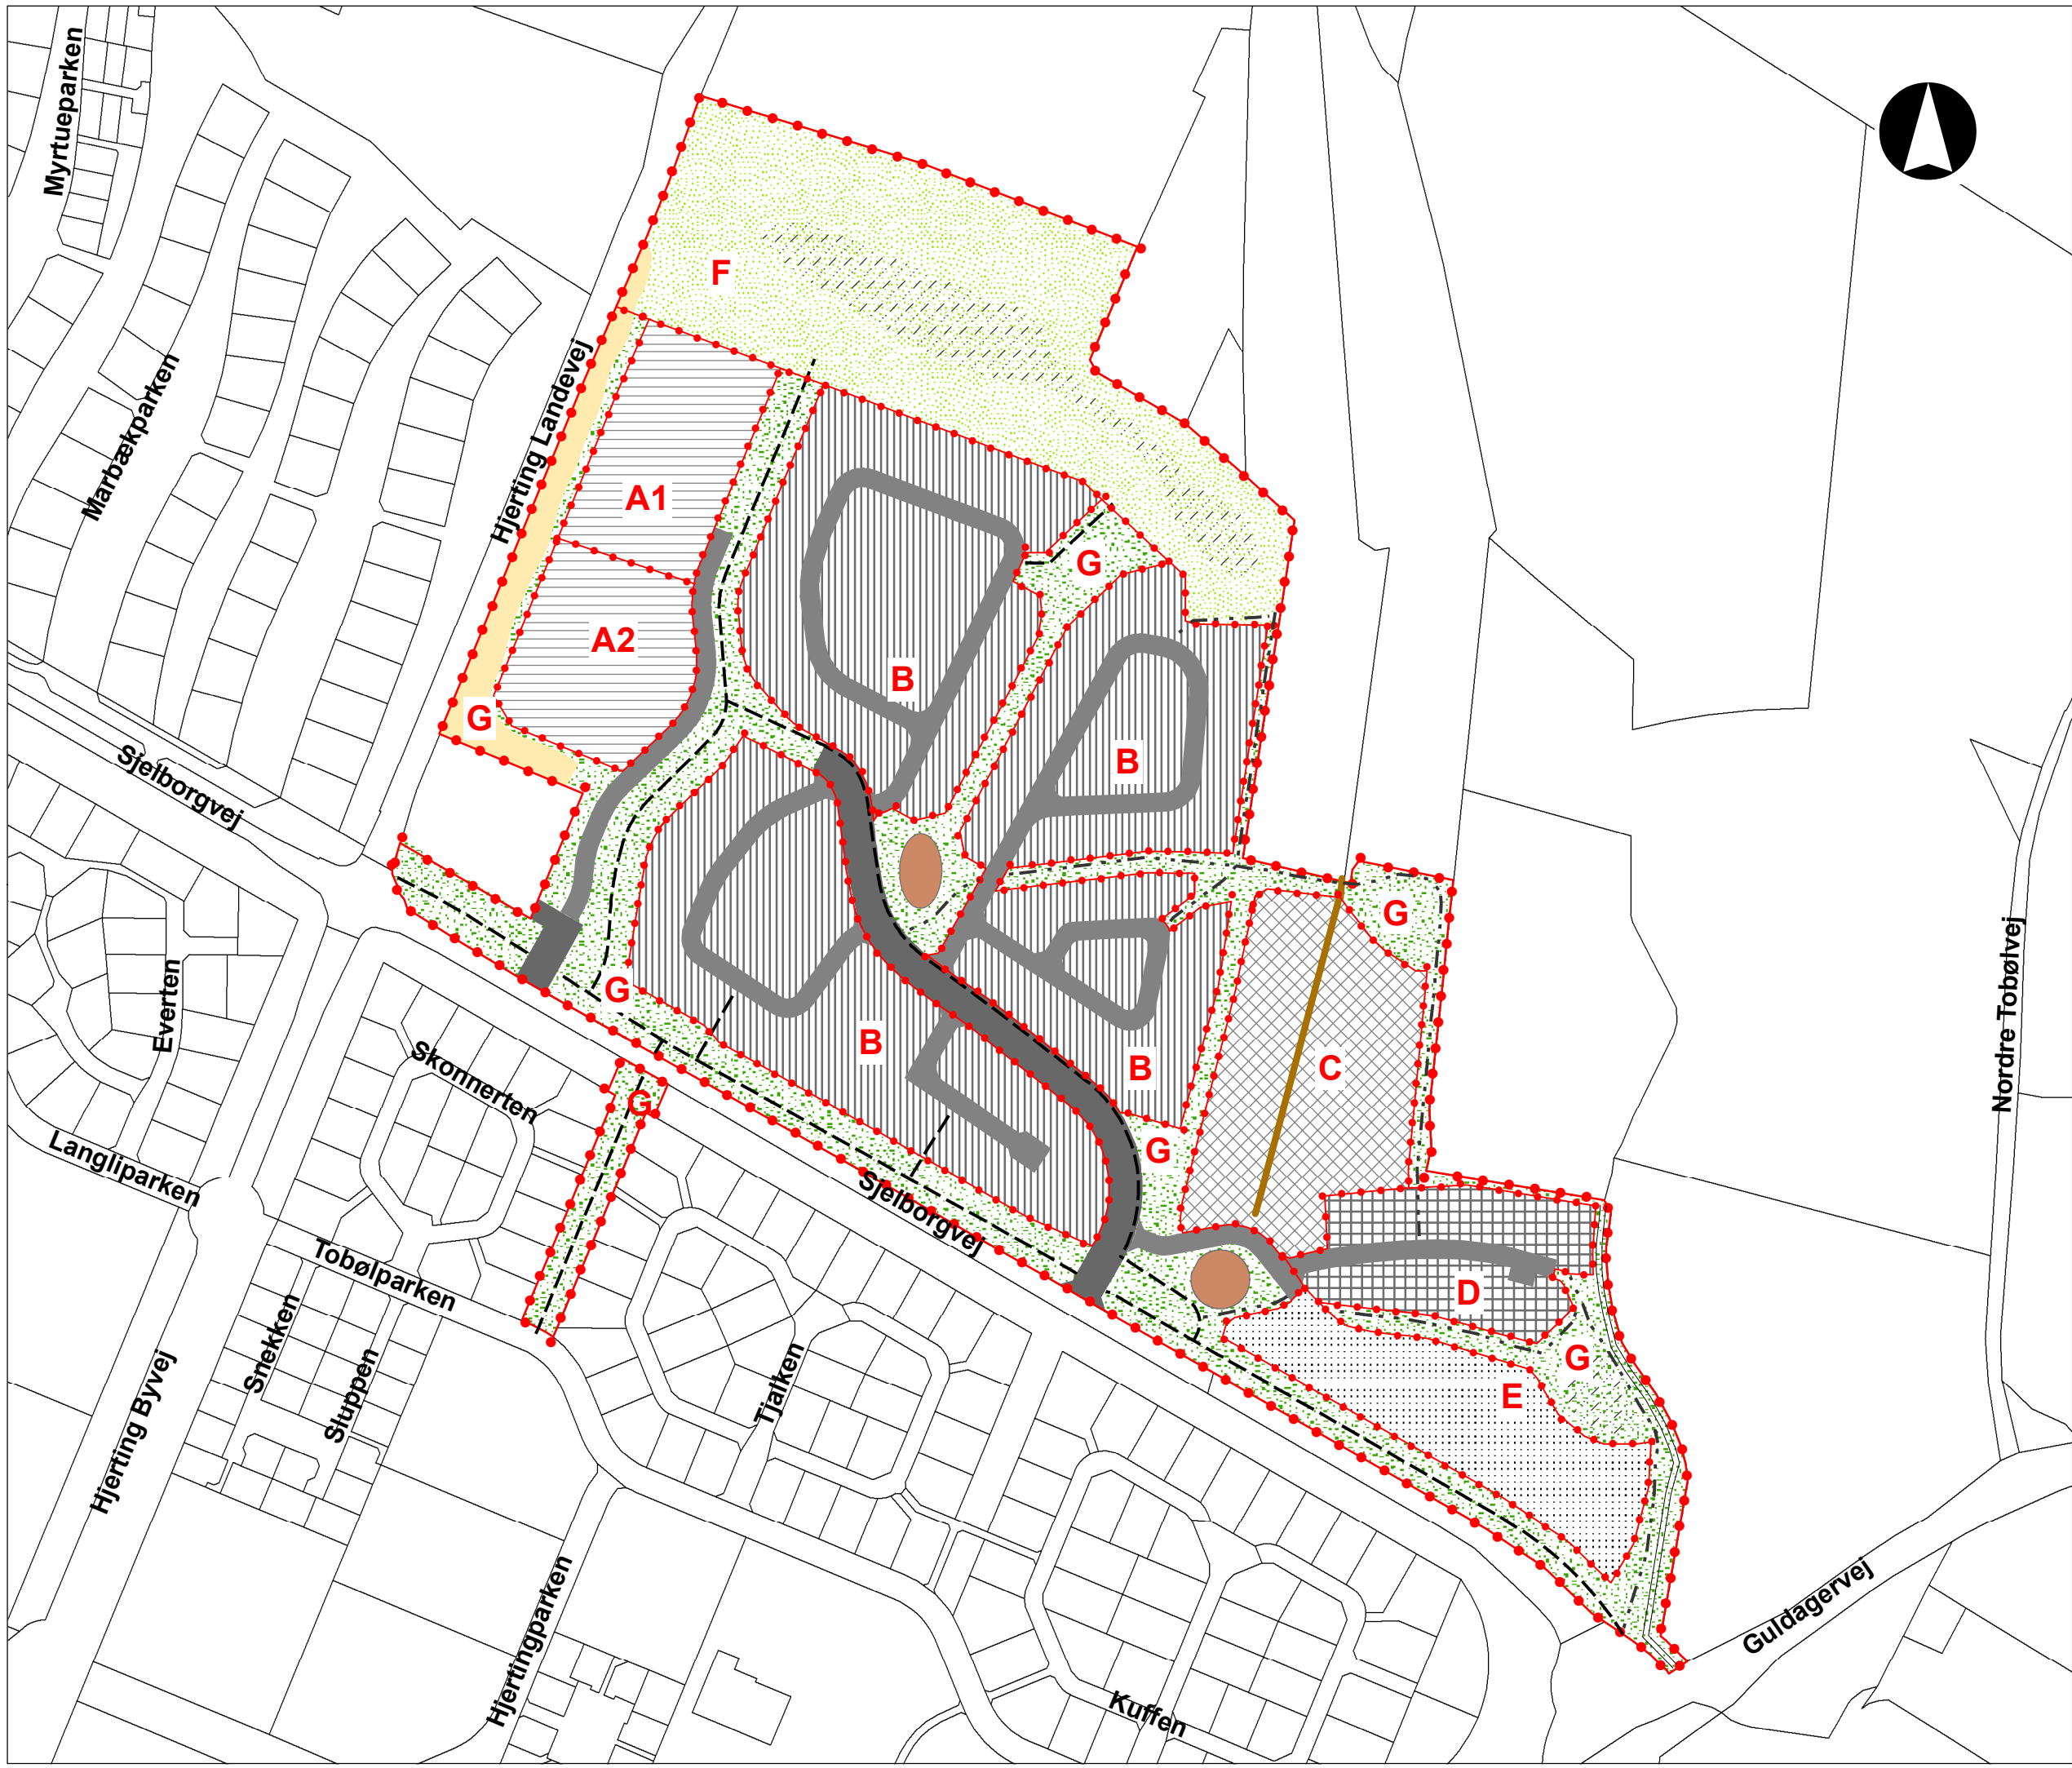 Myrtueparken
F
Marbækparken
Hjerting Landevej
A1
G
A2
B
G
Sjelborgvej
B
G
Everten
G
Nordre Tobølvej
Skonnerten
B
B
C
G
Langliparken
G
Sjelborgvej
Tobølparken
D
Snekken
G
Sluppen
Tjalken
E
Hjerting Byvej
Guldagervej
Hjertingparken
Kuffen